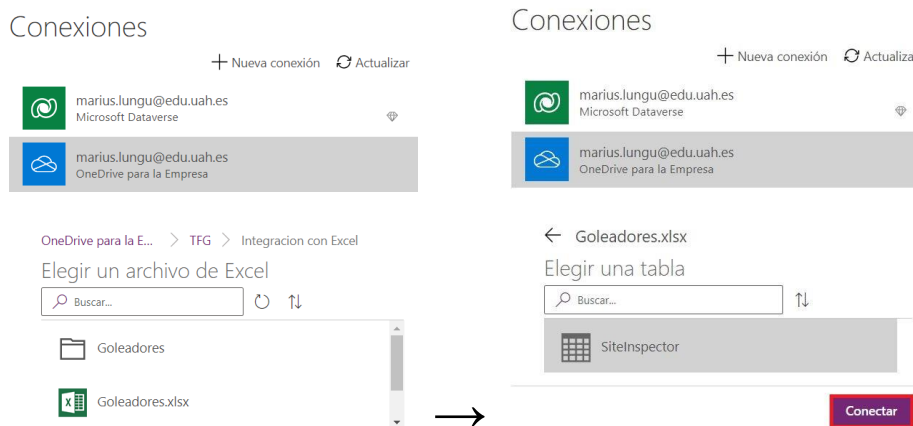 Conexiones
+ Nueva conexión Actualizar
marius.lungu@edu.uah.es
Microsoft Dataverse
marius.lungu@edu.uah.es
OneDrive para la Empresa
OneDrive para la E... > TFG > Integracion con Excel
Elegir un archivo de Excel
Buscar...
Goleadores
Goleadores.xlsx
Conexiones
+ Nueva conexión Actualiza
marius.lungu@edu.uah.es
Microsoft Dataverse
marius.lungu@edu.uah.es
OneDrive para la Empresa
← Goleadores.xlsx
Elegir una tabla
Buscar...
SiteInspector
Conectar